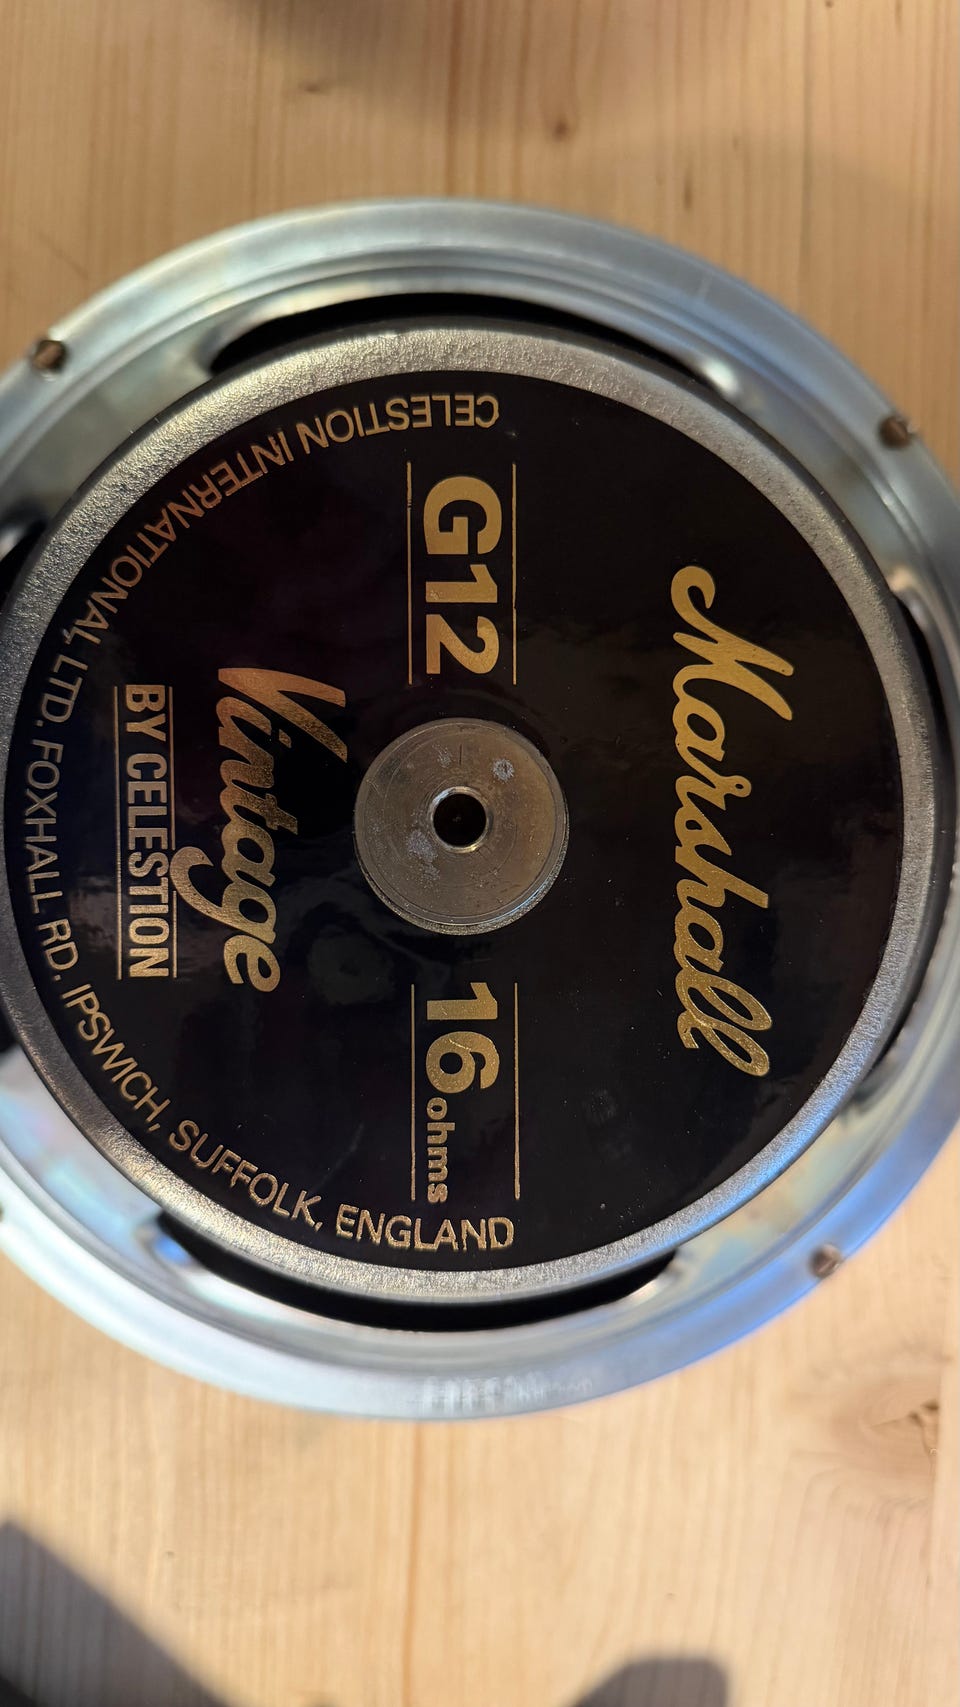 Marshall
G12
16 ohms
Vintage
BY CELESTION
CELESTION INTERNATIONAL LTD. FOXHALL RD. IPSWICH, SUFFOLK, ENGLAND